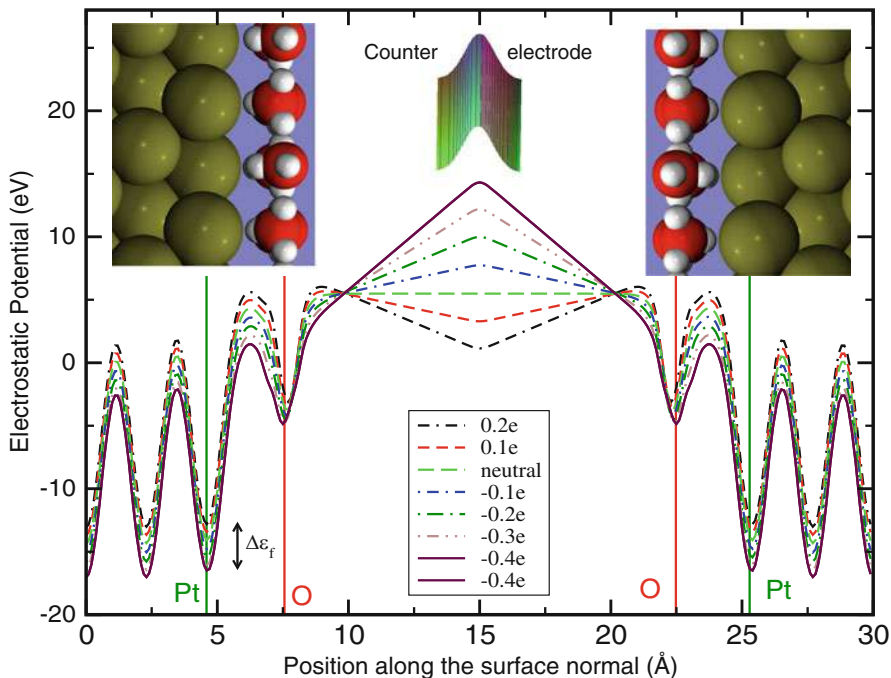 Counter electrode
Electrostatic Potential (eV)
20
10
0
-10
-20
0.2e
0.1e
neutral
-0.1e
-0.2e
-0.3e
-0.4e
-0.4e
Δεf
Pt
O
O
Pt
0 5 10 15 20 25 30
Position along the surface normal (Å)